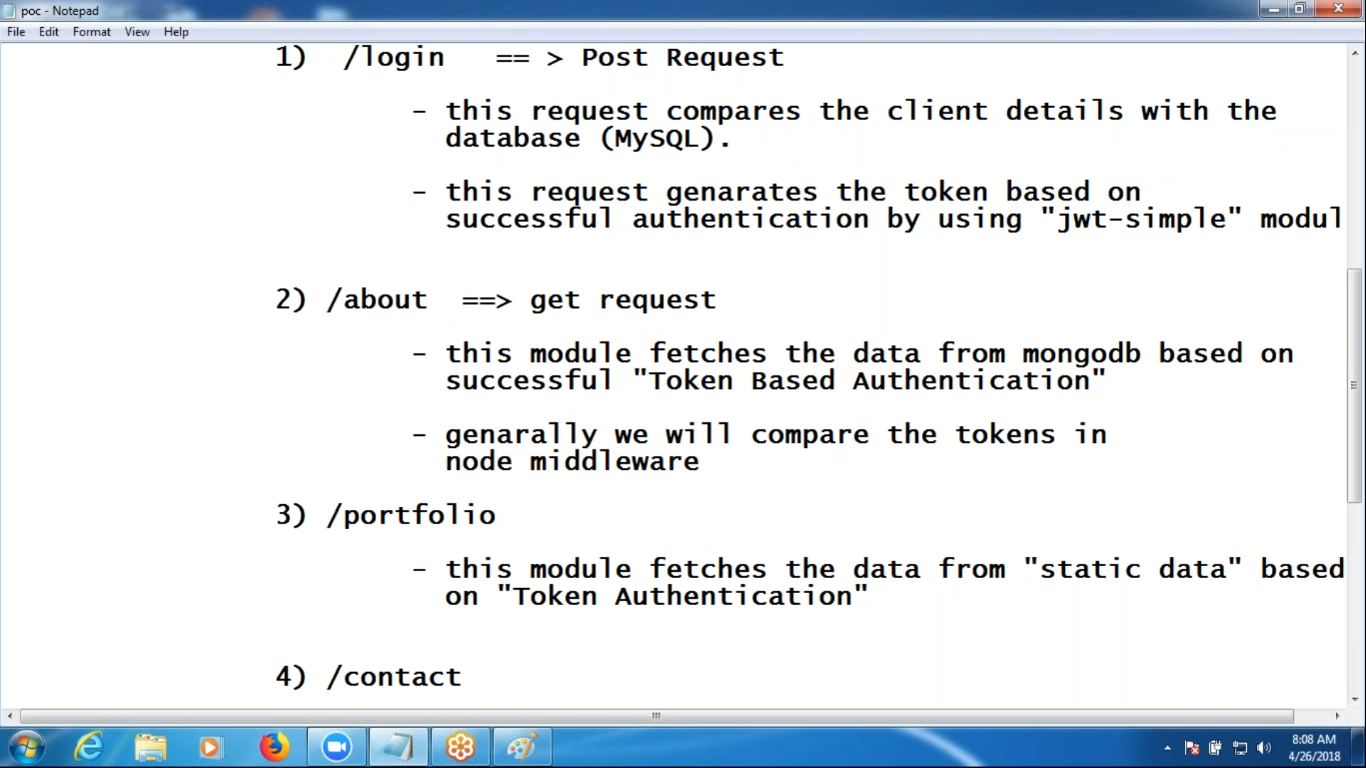 poc - Notepad
File Edit Format View Help
1) /login == > Post Request
- this request compares the client details with the
database (MySQL).
- this request genarates the token based on
successful authentication by using "jwt-simple" modul
2) /about ==> get request
- this module fetches the data from mongodb based on
successful "Token Based Authentication"
- genarally we will compare the tokens in
node middleware
3) /portfolio
- this module fetches the data from "static data" based
on "Token Authentication"
4) /contact
8:08 AM
4/26/2018